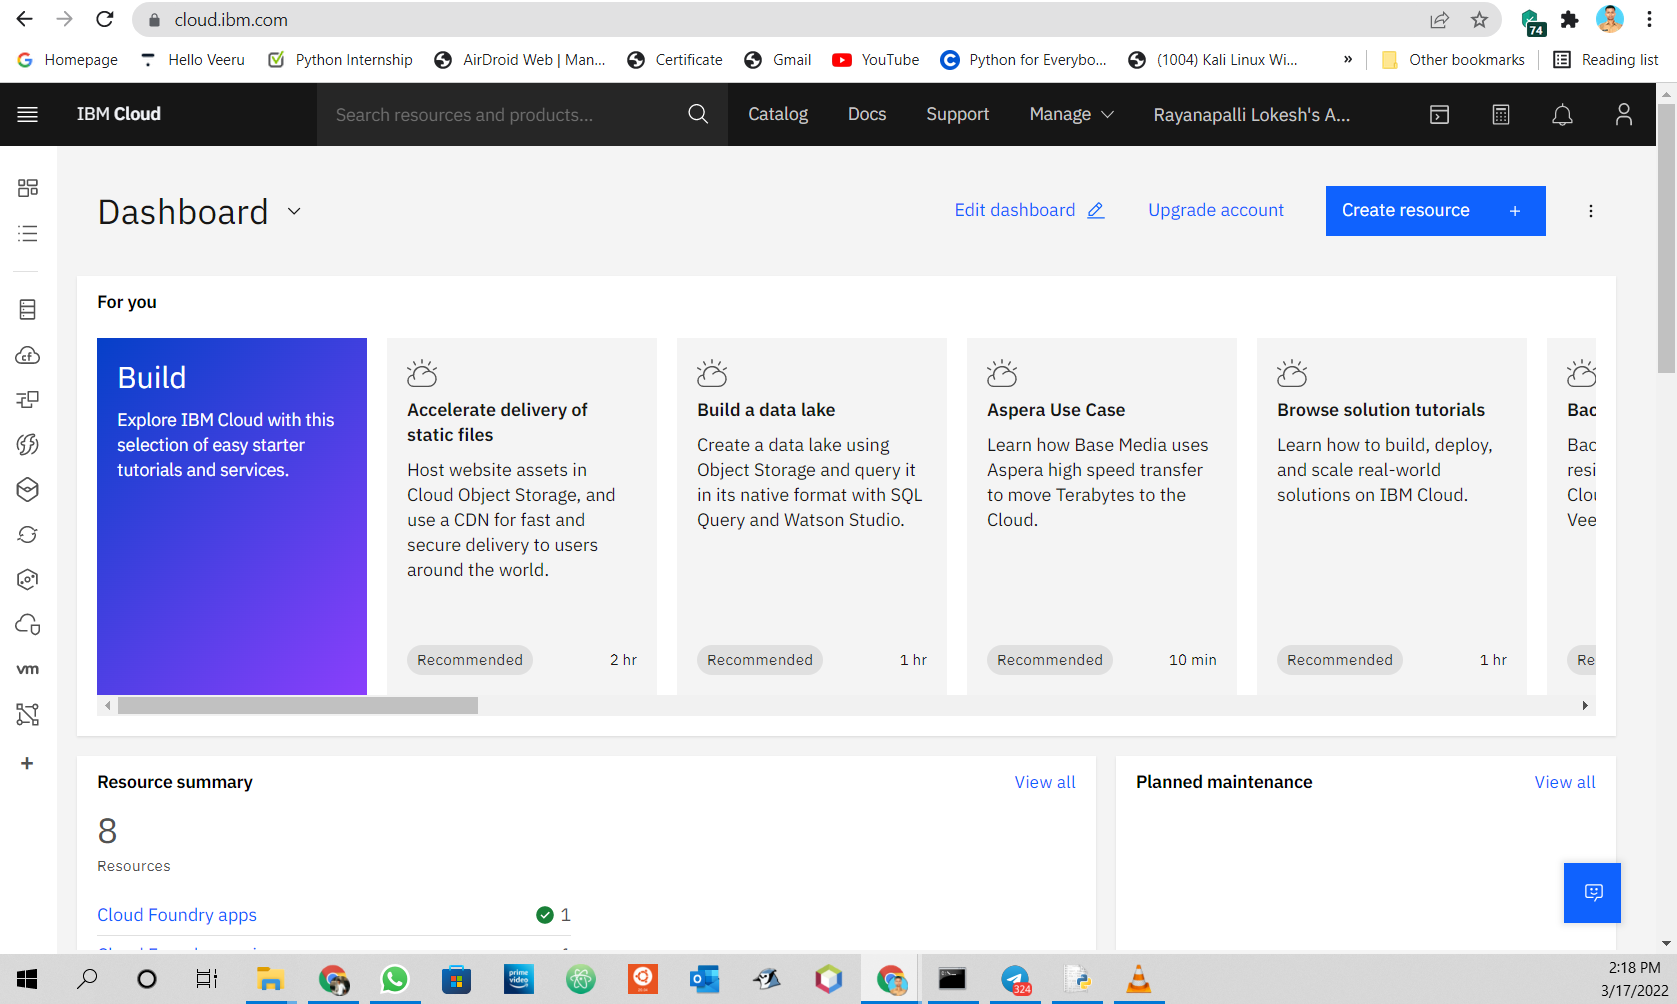 cloud.ibm.com
74
Homepage
Hello Veeru
Python Internship
AirDroid Web | Man...
Certificate
Gmail
YouTube
Python for Everybo...
(1004) Kali Linux Wi...
»
Other bookmarks
Reading list
IBM Cloud
Search resources and products...
Catalog
Docs
Support
Manage
Rayanapalli Lokesh's A...
Dashboard
Edit dashboard
Upgrade account
Create resource +
For you
Build
Explore IBM Cloud with this
selection of easy starter
tutorials and services.
Accelerate delivery of
static files
Host website assets in
Cloud Object Storage, and
use a CDN for fast and
secure delivery to users
around the world.
Recommended
2 hr
Build a data lake
Create a data lake using
Object Storage and query it
in its native format with SQL
Query and Watson Studio.
Recommended
1 hr
Aspera Use Case
Learn how Base Media uses
Aspera high speed transfer
to move Terabytes to the
Cloud.
Recommended
10 min
Browse solution tutorials
Learn how to build, deploy,
and scale real-world
solutions on IBM Cloud.
Recommended
1 hr
Bac
Bac
resi
Clou
Vee
Re
cf
vm
+
Resource summary
View all
8
Resources
Cloud Foundry apps
1
Planned maintenance
View all
prime
video
324
2:18 PM
3/17/2022